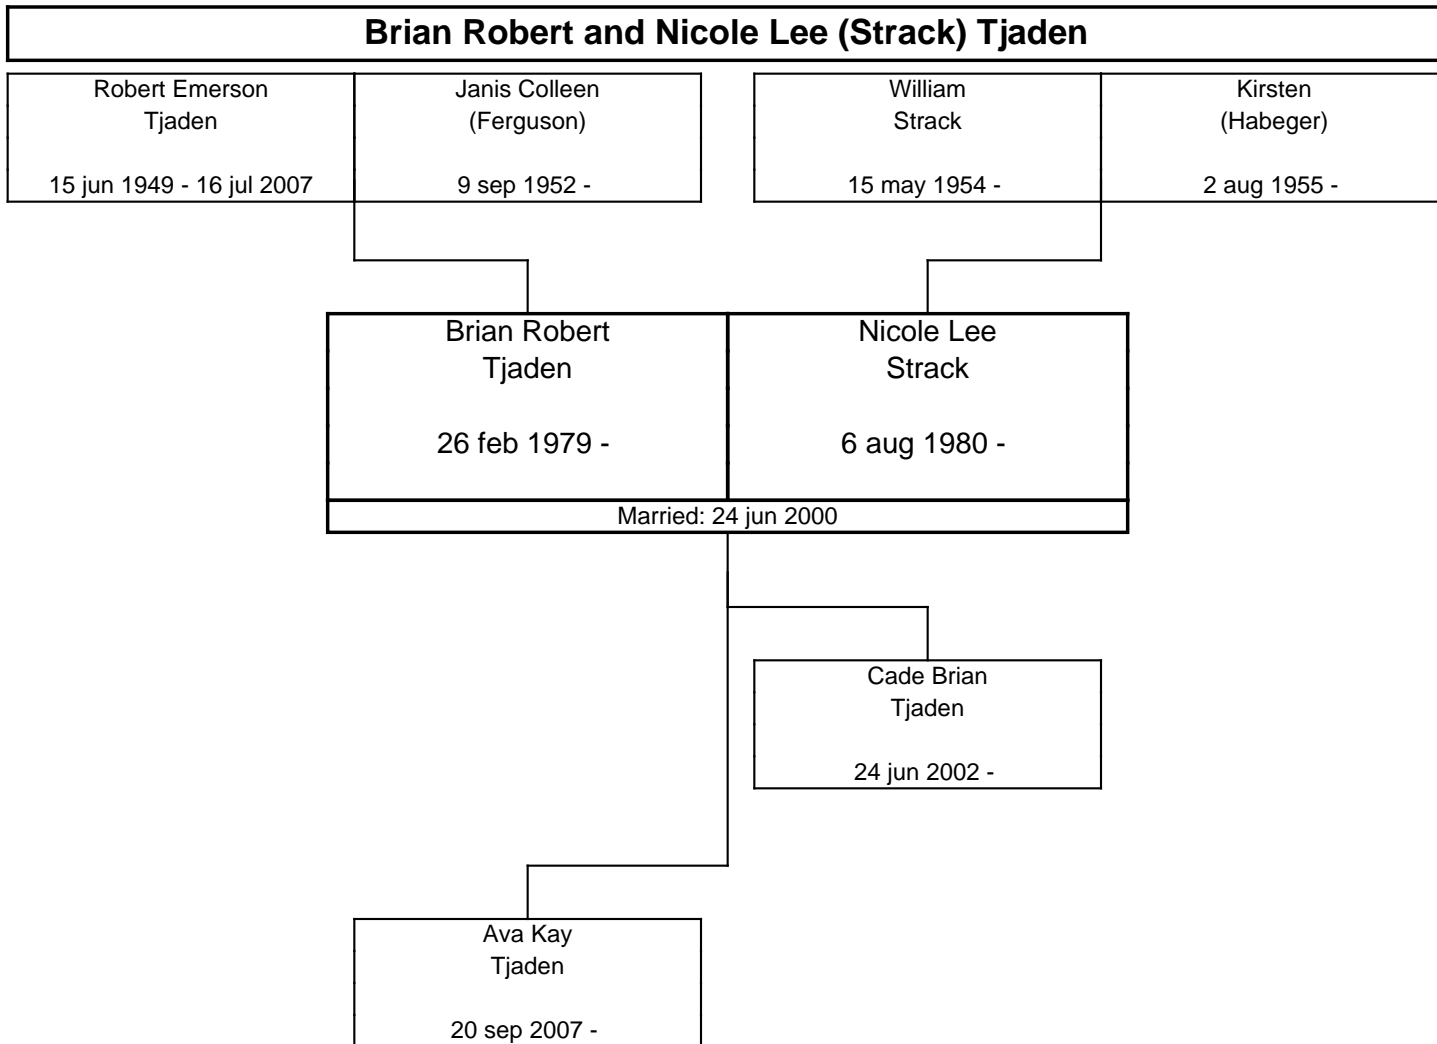 Brian Robert and Nicole Lee (Strack) Tjaden
Robert Emerson
Tjaden
15 jun 1949 - 16 jul 2007
Janis Colleen
(Ferguson)
9 sep 1952 -
William
Strack
15 may 1954 -
Kirsten
(Habeger)
2 aug 1955 -
Brian Robert
Tjaden
26 feb 1979 -
Nicole Lee
Strack
6 aug 1980 -
Married: 24 jun 2000
Cade Brian
Tjaden
24 jun 2002 -
Ava Kay
Tjaden
20 sep 2007 -